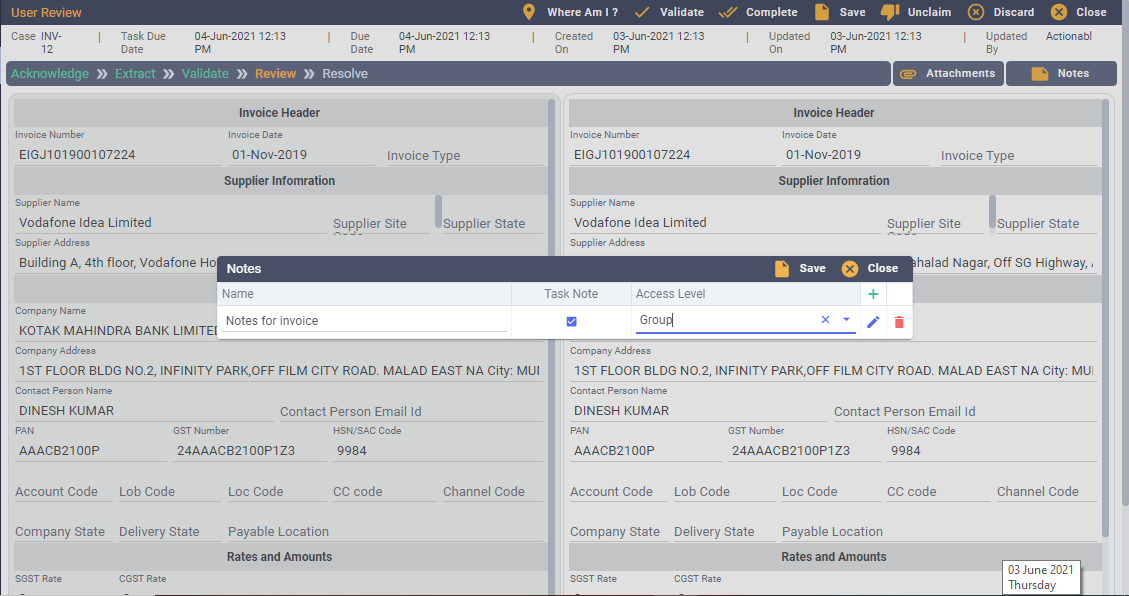 User Review Where Am I ? Validate Complete Save Unclaim Discard Close
Case INV-12 | Task Due Date 04-Jun-2021 12:13 PM | Due Date 04-Jun-2021 12:13 PM | Created On 03-Jun-2021 12:13 PM | Updated On 03-Jun-2021 12:13 PM | Updated By Actionabl
Acknowledge » Extract » Validate » Review » Resolve Attachments Notes
Invoice Header Invoice Header
Invoice Number Invoice Date Invoice Number Invoice Date
EIGJ101900107224 01-Nov-2019 Invoice Type EIGJ101900107224 01-Nov-2019 Invoice Type
Supplier Infomration Supplier Infomration
Supplier Name Supplier Name
Vodafone Idea Limited Supplier Site Supplier State Vodafone Idea Limited Supplier Site Supplier State
Supplier Address Supplier Address
Building A, 4th floor, Vodafone Ho ahalad Nagar, Off SG Highway,
Notes Save Close
Name Task Note Access Level +
Notes for invoice Group
Company Name
KOTAK MAHINDRA BANK LIMITED
Company Address Company Address
1ST FLOOR BLDG NO.2, INFINITY PARK,OFF FILM CITY ROAD. MALAD EAST NA City: MUI 1ST FLOOR BLDG NO.2, INFINITY PARK,OFF FILM CITY ROAD. MALAD EAST NA City: MUI
Contact Person Name Contact Person Name
DINESH KUMAR Contact Person Email Id DINESH KUMAR Contact Person Email Id
PAN GST Number HSN/SAC Code PAN GST Number HSN/SAC Code
AAACB2100P 24AAACB2100P1Z3 9984 AAACB2100P 24AAACB2100P1Z3 9984
Account Code Lob Code Loc Code CC code Channel Code Account Code Lob Code Loc Code CC code Channel Code
Company State Delivery State Payable Location Company State Delivery State Payable Location
Rates and Amounts Rates and Amounts
SGST Rate CGST Rate SGST Rate CGST Rate
03 June 2021
Thursday